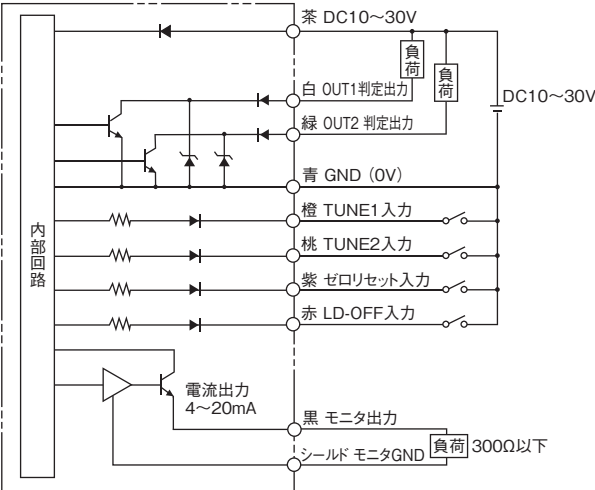 茶 DC10～30V
負荷
負荷
白 OUT1判定出力
DC10～30V
緑 OUT2 判定出力
青 GND（0V）
橙 TUNE1入力
桃 TUNE2入力
内部回路
紫 ゼロリセット入力
赤 LD-OFF入力
電流出力
4～20mA
黒 モニタ出力
負荷 300Ω以下
シールド モニタGND